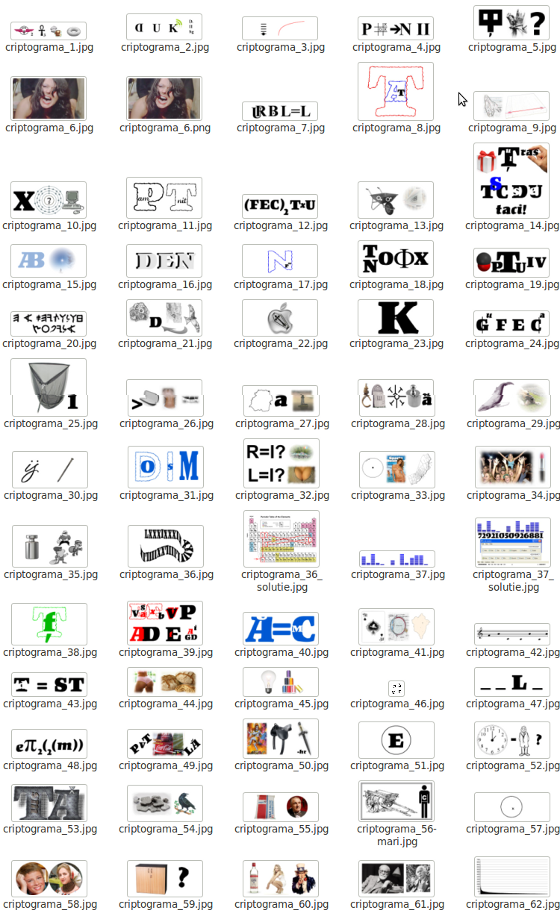 criptograma_1.jpg criptograma_2.jpg criptograma_3.jpg criptograma_4.jpg criptograma_5.jpg
criptograma_6.jpg criptograma_6.png criptograma_7.jpg criptograma_8.jpg criptograma_9.jpg
criptograma_10.jpg criptograma_11.jpg criptograma_12.jpg criptograma_13.jpg criptograma_14.jpg
criptograma_15.jpg criptograma_16.jpg criptograma_17.jpg criptograma_18.jpg criptograma_19.jpg
criptograma_20.jpg criptograma_21.jpg criptograma_22.jpg criptograma_23.jpg criptograma_24.jpg
criptograma_25.jpg criptograma_26.jpg criptograma_27.jpg criptograma_28.jpg criptograma_29.jpg
R=I?
L=I?
criptograma_30.jpg criptograma_31.jpg criptograma_32.jpg criptograma_33.jpg criptograma_34.jpg
criptograma_35.jpg criptograma_36.jpg criptograma_36_solutie.jpg criptograma_37.jpg criptograma_37_solutie.jpg
criptograma_38.jpg criptograma_39.jpg criptograma_40.jpg criptograma_41.jpg criptograma_42.jpg
T = ST
_ _ L _
criptograma_43.jpg criptograma_44.jpg criptograma_45.jpg criptograma_46.jpg criptograma_47.jpg
criptograma_48.jpg criptograma_49.jpg criptograma_50.jpg criptograma_51.jpg criptograma_52.jpg
criptograma_53.jpg criptograma_54.jpg criptograma_55.jpg criptograma_56-mari.jpg criptograma_57.jpg
criptograma_58.jpg criptograma_59.jpg criptograma_60.jpg criptograma_61.jpg criptograma_62.jpg